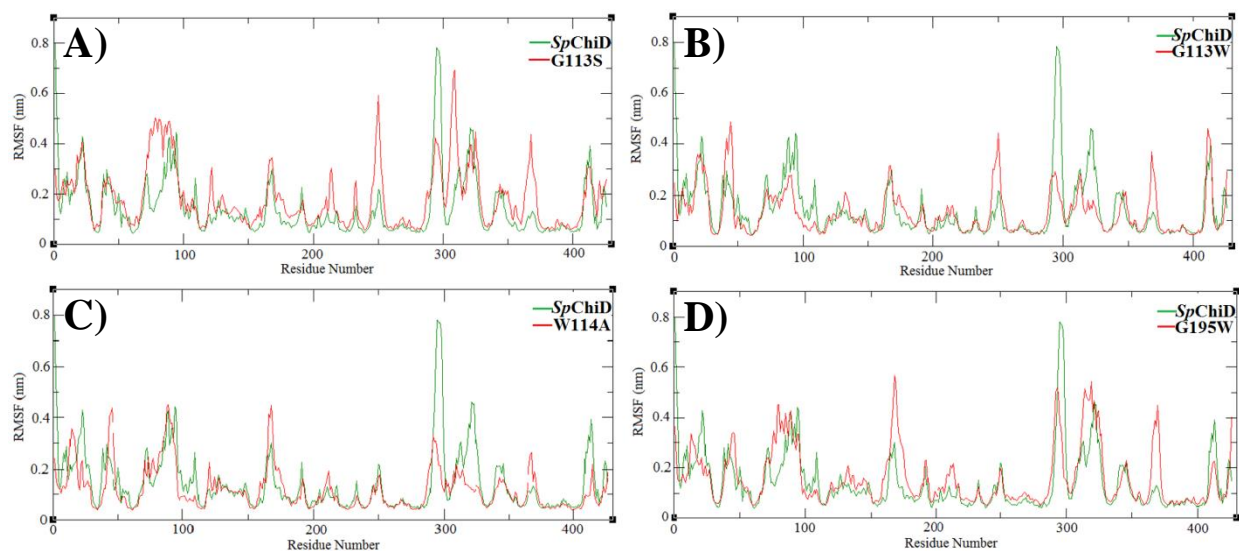 A)
SpChiD
G113S
0.8
0.6
0.4
0.2
0
RMSF (nm)
0 100 200 300 400
Residue Number
B)
SpChiD
G113W
0.8
0.6
0.4
0.2
0
RMSF (nm)
0 100 200 300 400
Residue Number
C)
SpChiD
W114A
0.8
0.6
0.4
0.2
0
RMSF (nm)
0 100 200 300 400
Residue Number
D)
SpChiD
G195W
0.8
0.6
0.4
0.2
0
RMSF (nm)
0 100 200 300 400
Residue Number